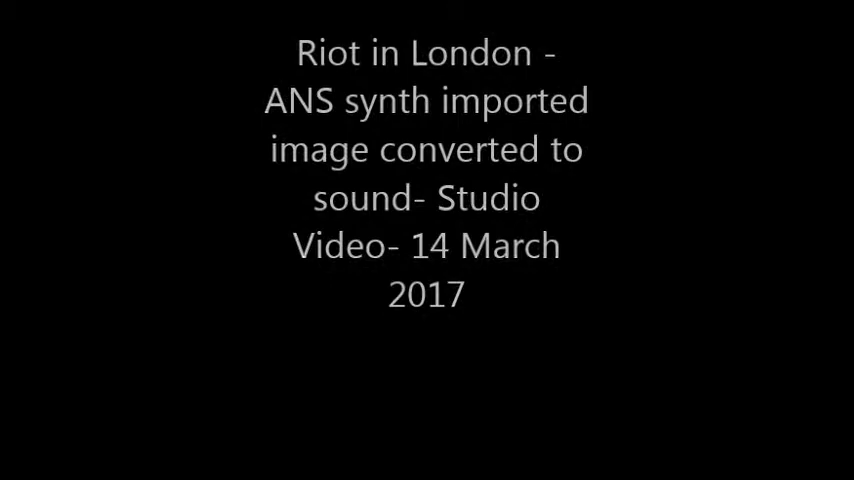 Riot in London -
ANS synth imported
image converted to
sound- Studio
Video- 14 March
2017